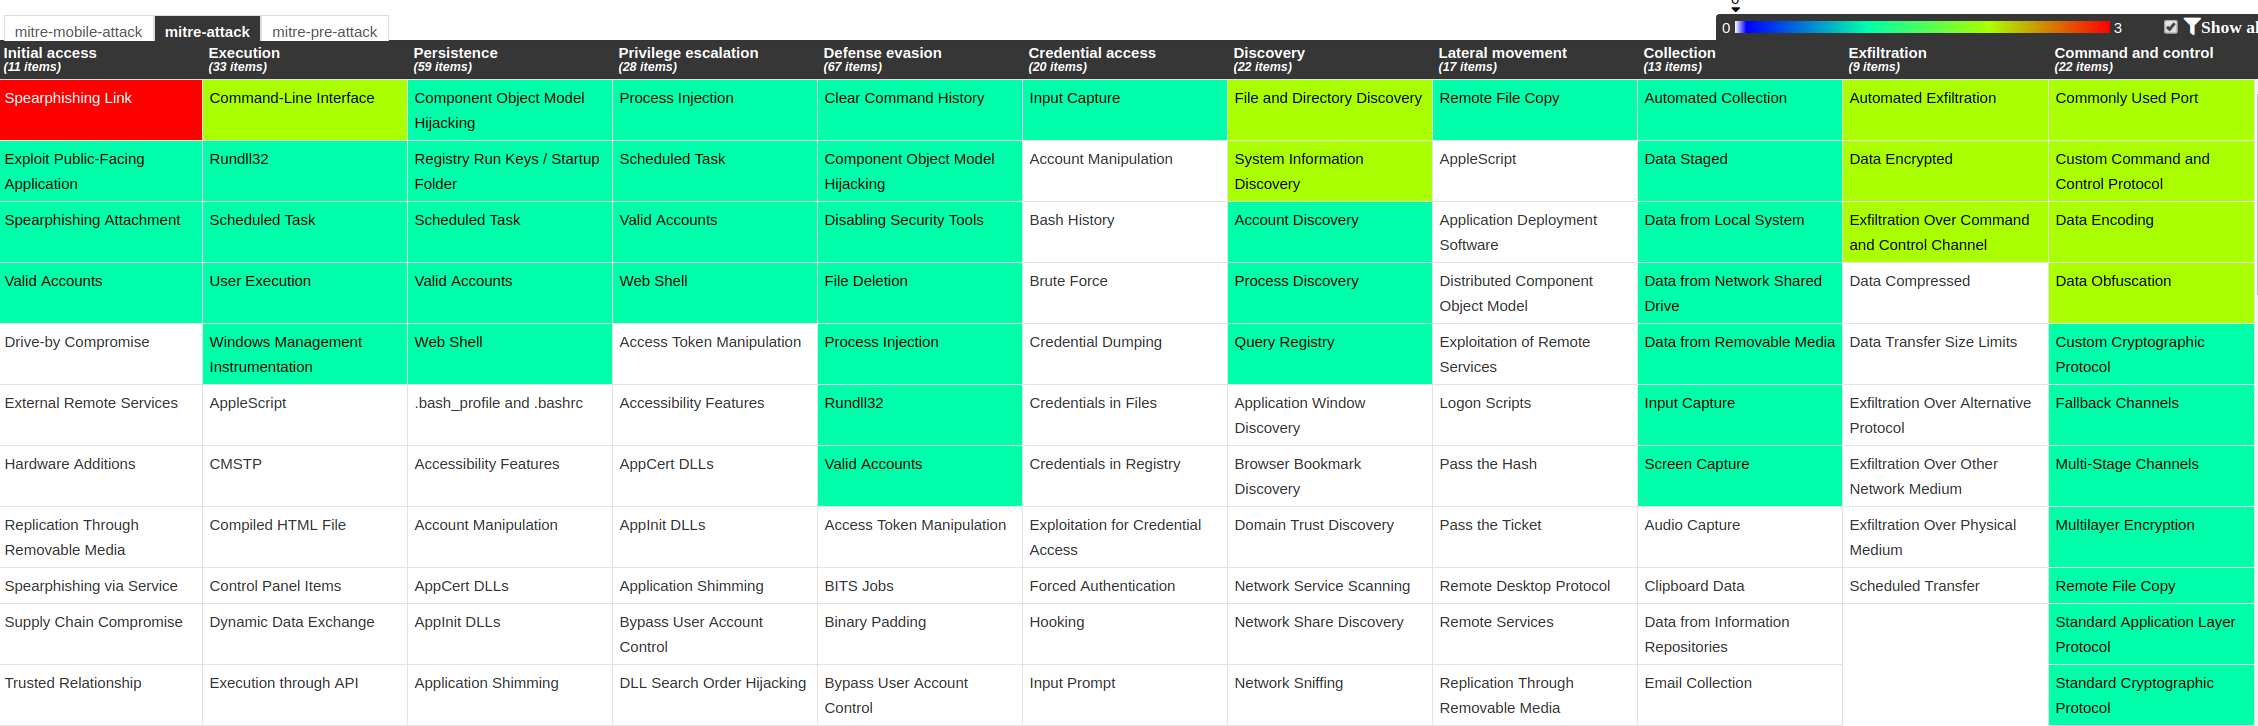 mitre-mobile-attack mitre-attack mitre-pre-attack
0 3 Show al
Initial access Execution Persistence Privilege escalation Defense evasion Credential access Discovery Lateral movement Collection Exfiltration Command and control
(11 items) (33 items) (59 items) (28 items) (67 items) (20 items) (22 items) (17 items) (13 items) (9 items) (22 items)
Spearphishing Link Command-Line Interface Component Object Model Process Injection Clear Command History Input Capture File and Directory Discovery Remote File Copy Automated Collection Automated Exfiltration Commonly Used Port
Hijacking
Exploit Public-Facing Rundll32 Registry Run Keys / Startup Scheduled Task Component Object Model Account Manipulation System Information AppleScript Data Staged Data Encrypted Custom Command and
Application Folder Hijacking Discovery Control Protocol
Spearphishing Attachment Scheduled Task Scheduled Task Valid Accounts Disabling Security Tools Bash History Account Discovery Application Deployment Data from Local System Exfiltration Over Command Data Encoding
Software and Control Channel
Valid Accounts User Execution Valid Accounts Web Shell File Deletion Brute Force Process Discovery Distributed Component Data from Network Shared Data Compressed Data Obfuscation
Object Model Drive
Drive-by Compromise Windows Management Web Shell Access Token Manipulation Process Injection Credential Dumping Query Registry Exploitation of Remote Data from Removable Media Data Transfer Size Limits Custom Cryptographic
Instrumentation Services Protocol
External Remote Services AppleScript .bash_profile and .bashrc Accessibility Features Rundll32 Credentials in Files Application Window Logon Scripts Input Capture Exfiltration Over Alternative Fallback Channels
Discovery Protocol
Hardware Additions CMSTP Accessibility Features AppCert DLLs Valid Accounts Credentials in Registry Browser Bookmark Pass the Hash Screen Capture Exfiltration Over Other Multi-Stage Channels
Discovery Network Medium
Replication Through Compiled HTML File Account Manipulation AppInit DLLs Access Token Manipulation Exploitation for Credential Domain Trust Discovery Pass the Ticket Audio Capture Exfiltration Over Physical Multilayer Encryption
Removable Media Access Medium
Spearphishing via Service Control Panel Items AppCert DLLs Application Shimming BITS Jobs Forced Authentication Network Service Scanning Remote Desktop Protocol Clipboard Data Scheduled Transfer Remote File Copy
Supply Chain Compromise Dynamic Data Exchange AppInit DLLs Bypass User Account Binary Padding Hooking Network Share Discovery Remote Services Data from Information Standard Application Layer
Control Repositories Protocol
Trusted Relationship Execution through API Application Shimming DLL Search Order Hijacking Bypass User Account Input Prompt Network Sniffing Replication Through Email Collection Standard Cryptographic
Control Removable Media Protocol